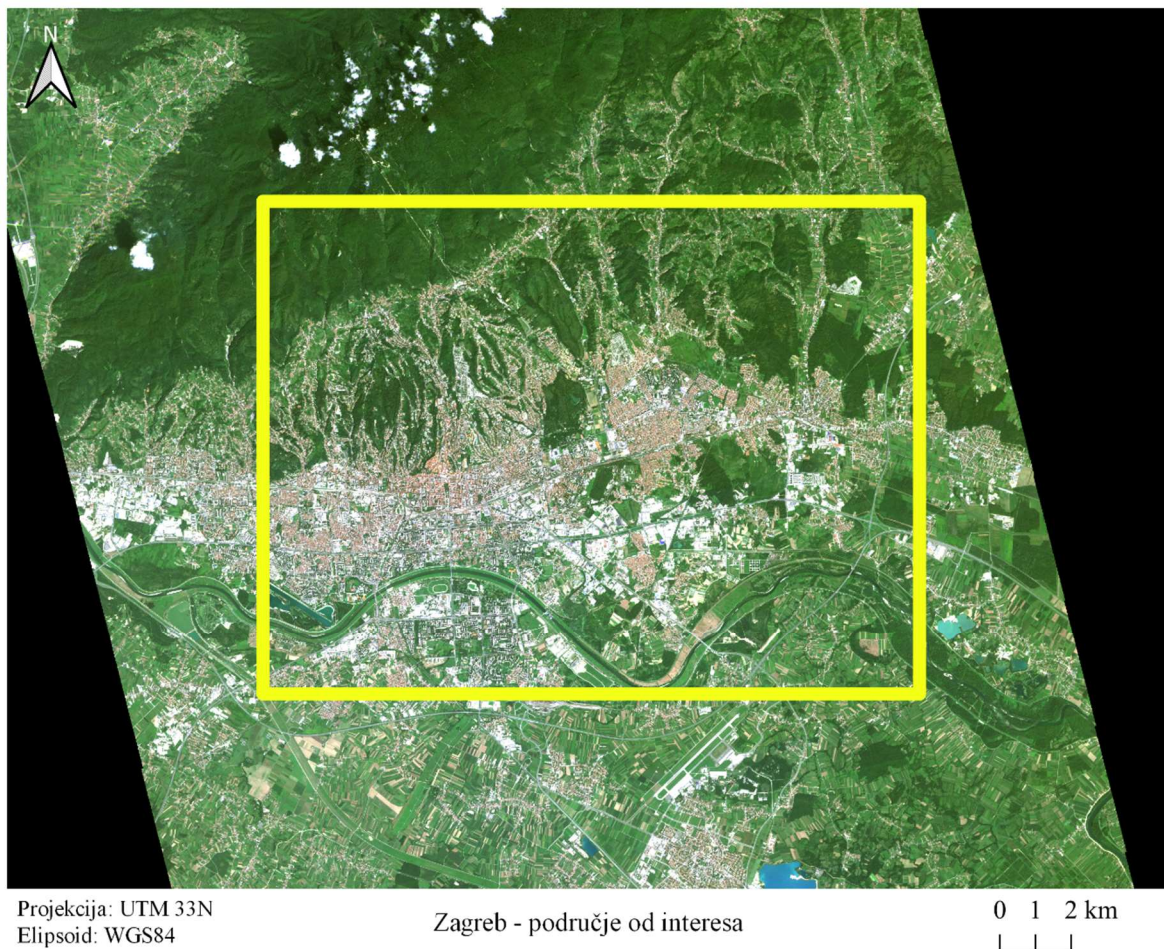 N
Projekcija: UTM 33N
Elipsoid: WGS84
Zagreb - područje od interesa
0 1 2 km